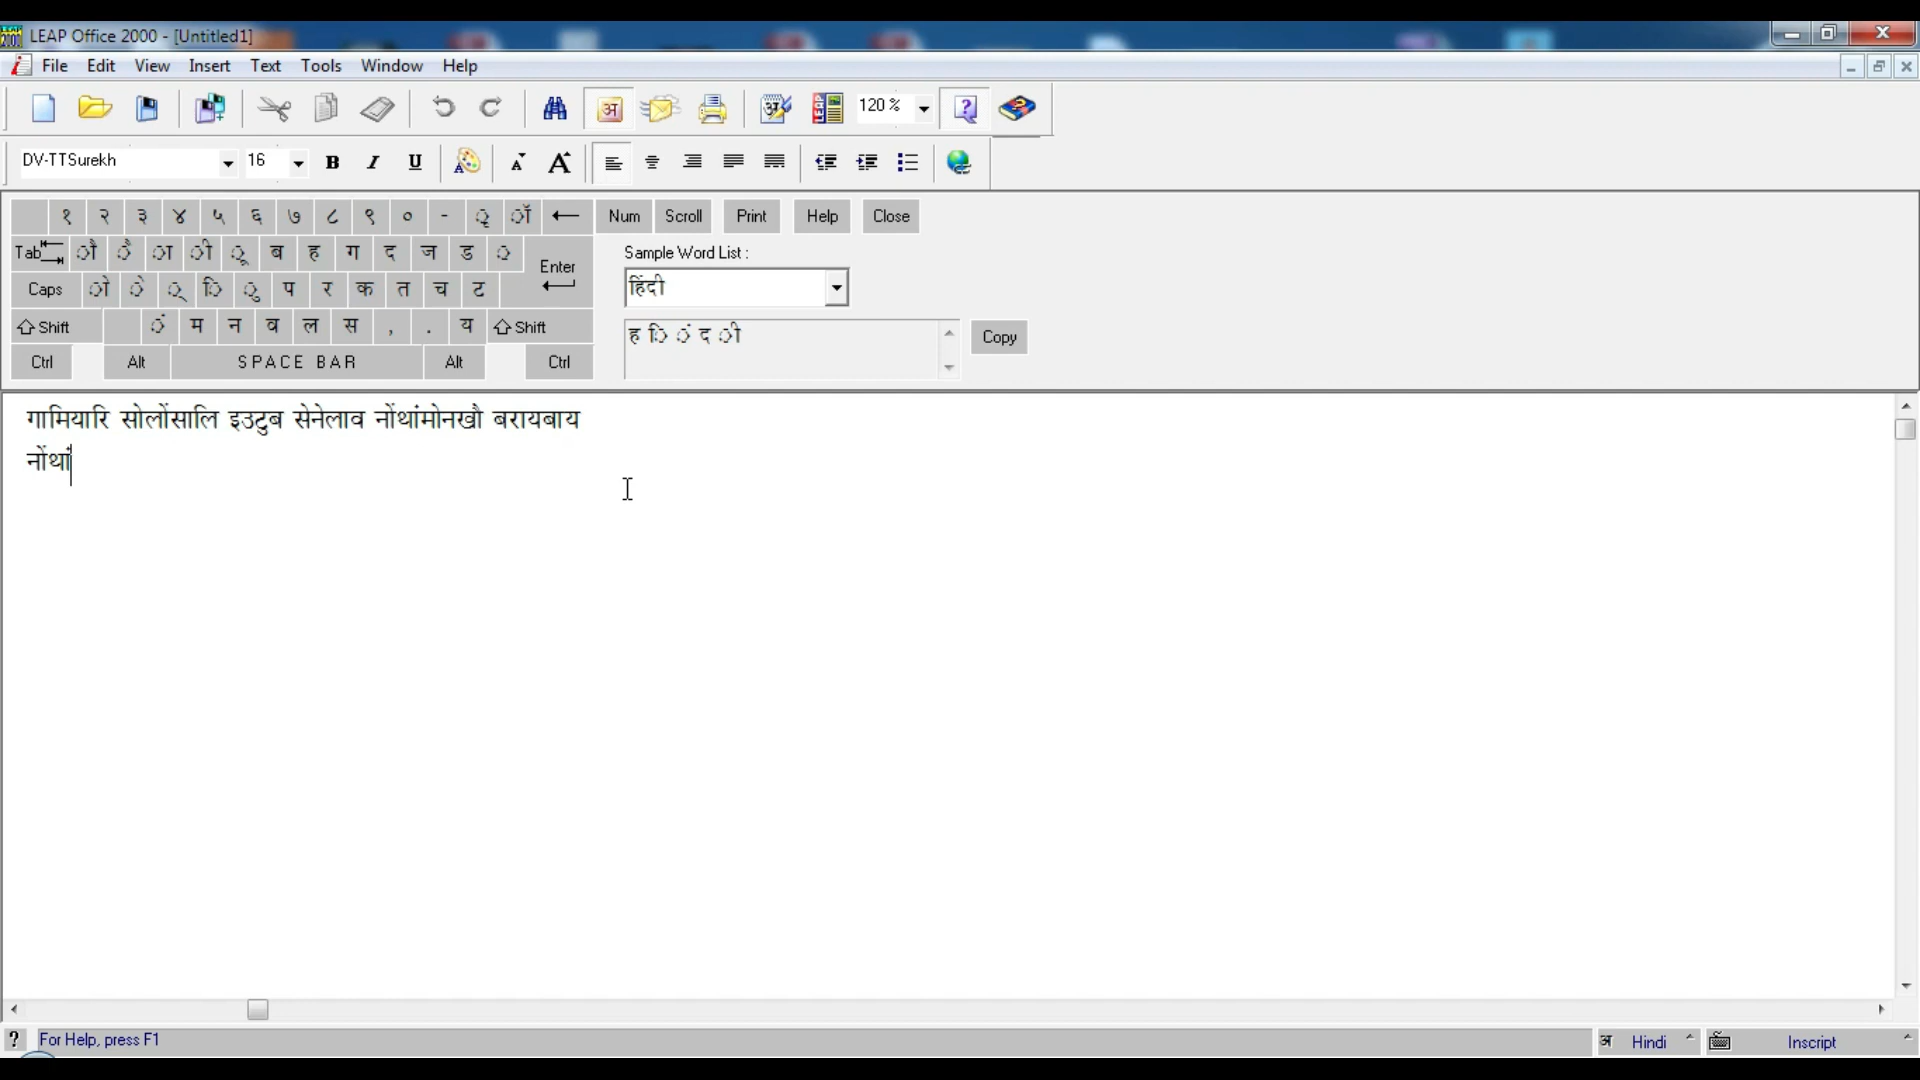 LEAP Office 2000 - [Untitled1]
File Edit View Insert Text Tools Window Help
120 %
DV-TTSurekh 16 B I U A A
१ २ ३ ४ ५ ६ ७ ८ ९ ० - ृ ॉ Num Scroll Print Help Close
Tab ौ ै ा ी ू ब ह ग द ज ड ़ Enter
Sample Word List :
Caps ो े ् ि ु प र क त च ट
हिंदी
Shift ं म न व ल स , . य Shift
ह ि ं द ी
Copy
Ctrl Alt SPACE BAR Alt Ctrl
गामियारि सोलोंसालि इउटुब सेनेलाव नोंथांमोनखौ बरायबाय
नोंथां
? For Help, press F1 अ Hindi Inscript